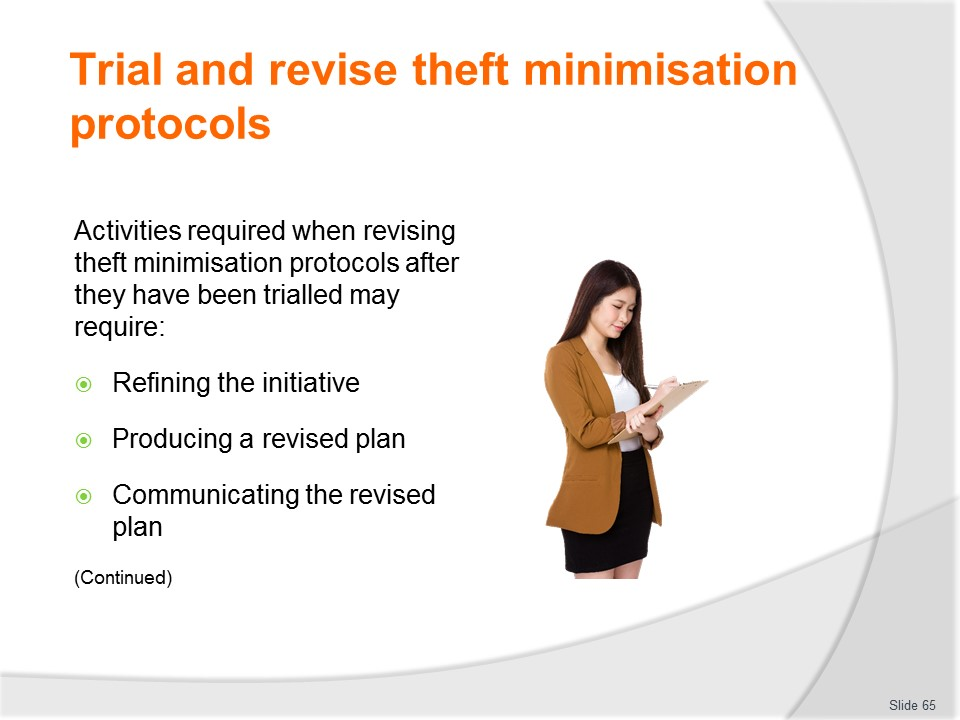 Trial and revise theft minimisation
protocols
Activities required when revising
theft minimisation protocols after
they have been trialled may
require:
Refining the initiative
Producing a revised plan
Communicating the revised
plan
(Continued)
Slide 65